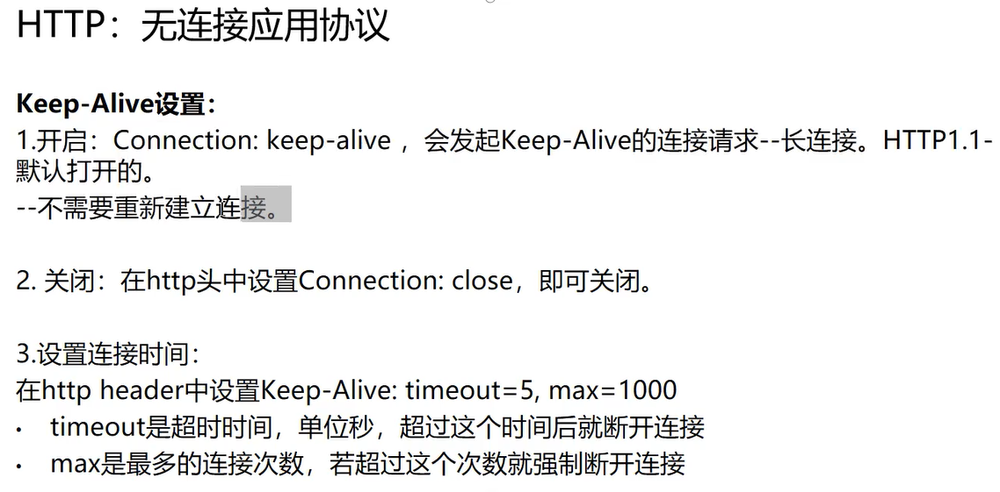 HTTP：无连接应用协议
Keep-Alive设置：
1.开启：Connection: keep-alive ，会发起Keep-Alive的连接请求--长连接。HTTP1.1-
默认打开的。
--不需要重新建立连接。
2. 关闭：在http头中设置Connection: close，即可关闭。
3.设置连接时间：
在http header中设置Keep-Alive: timeout=5, max=1000
• timeout是超时时间，单位秒，超过这个时间后就断开连接
• max是最多的连接次数，若超过这个次数就强制断开连接